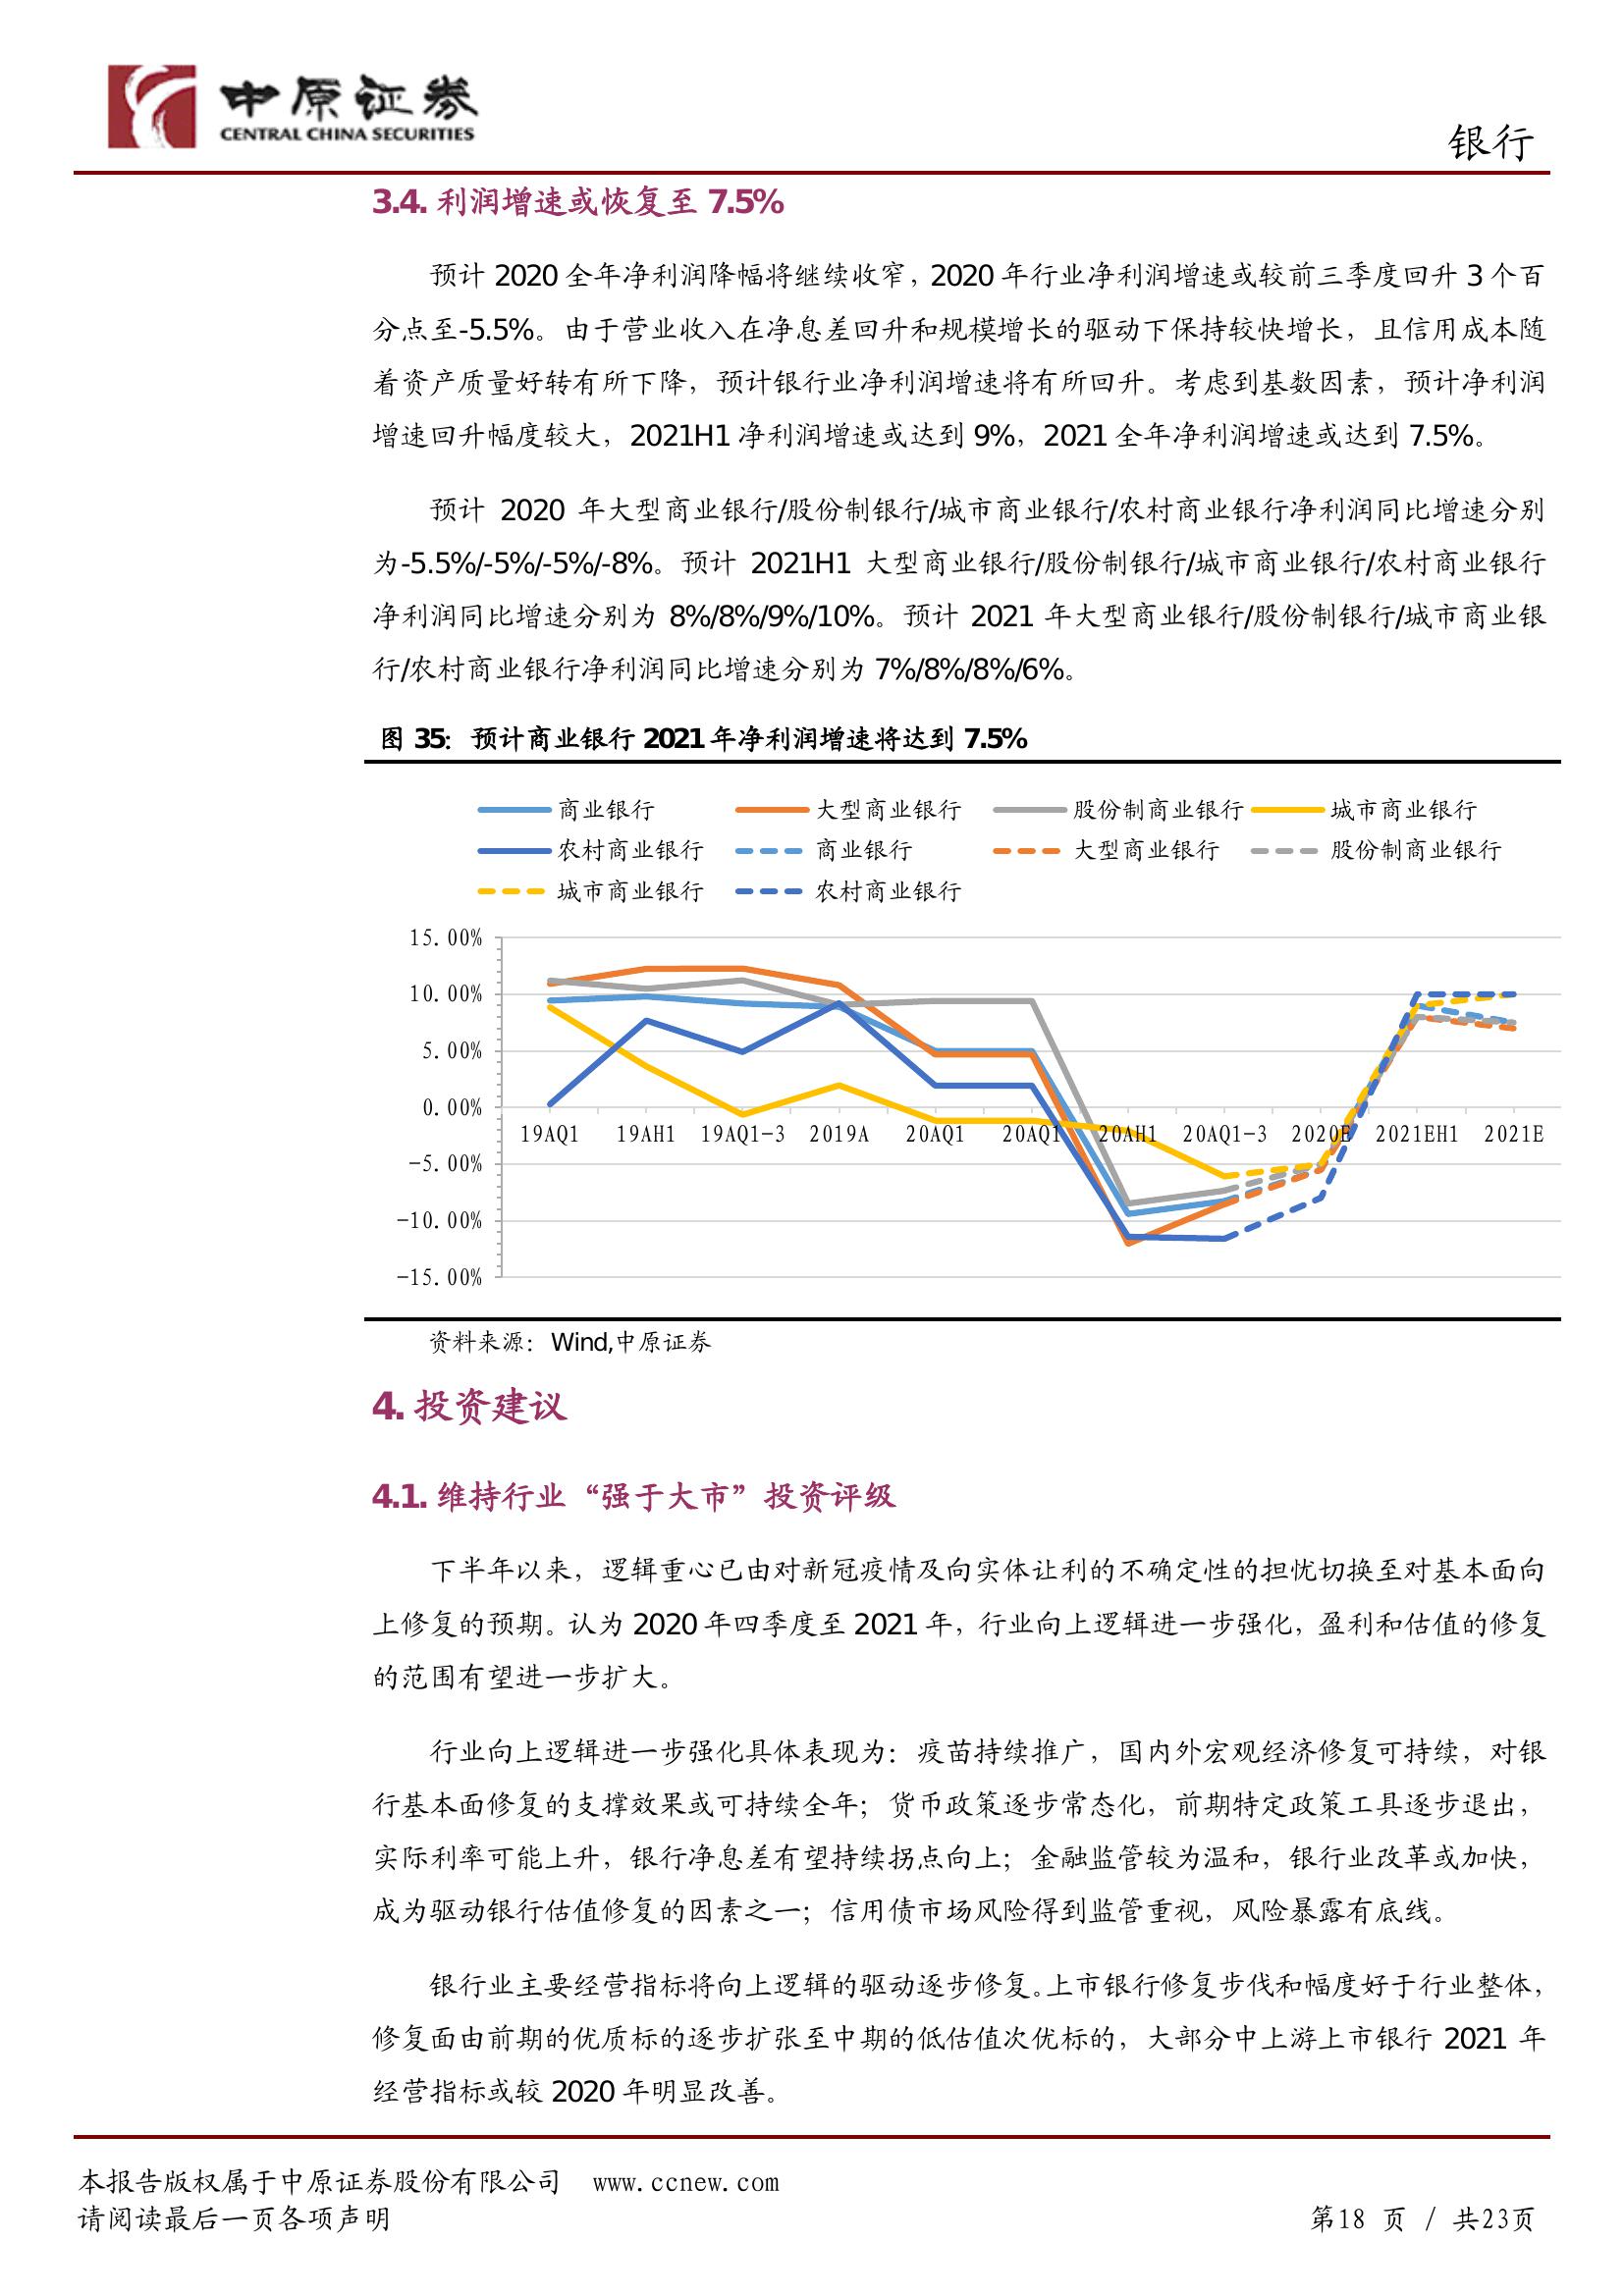 中原证券
CENTRAL CHINA SECURITIES
银行
3.4. 利润增速或恢复至 7.5%
预计 2020 全年净利润降幅将继续收窄，2020 年行业净利润增速或较前三季度回升 3 个百
分点至-5.5%。由于营业收入在净息差回升和规模增长的驱动下保持较快增长，且信用成本随
着资产质量好转有所下降，预计银行业净利润增速将有所回升。考虑到基数因素，预计净利润
增速回升幅度较大，2021H1 净利润增速或达到 9%，2021 全年净利润增速或达到 7.5%。
预计 2020 年大型商业银行/股份制银行/城市商业银行/农村商业银行净利润同比增速分别
为-5.5%/-5%/-5%/-8%。预计 2021H1 大型商业银行/股份制银行/城市商业银行/农村商业银行
净利润同比增速分别为 8%/8%/9%/10%。预计 2021 年大型商业银行/股份制银行/城市商业银
行/农村商业银行净利润同比增速分别为 7%/8%/8%/6%。
图 35：预计商业银行 2021 年净利润增速将达到 7.5%
商业银行 大型商业银行 股份制商业银行 城市商业银行
农村商业银行 商业银行 大型商业银行 股份制商业银行
城市商业银行 农村商业银行
15.00%
10.00%
5.00%
0.00%
19AQ1 19AH1 19AQ1-3 2019A 20AQ1 20AQ1 20AH1 20AQ1-3 2020E 2021EH1 2021E
-5.00%
-10.00%
-15.00%
资料来源：Wind,中原证券
4. 投资建议
4.1. 维持行业“强于大市”投资评级
下半年以来，逻辑重心已由对新冠疫情及向实体让利的不确定性的担忧切换至对基本面向
上修复的预期。认为 2020 年四季度至 2021 年，行业向上逻辑进一步强化，盈利和估值的修复
的范围有望进一步扩大。
行业向上逻辑进一步强化具体表现为：疫苗持续推广，国内外宏观经济修复可持续，对银
行基本面修复的支撑效果或可持续全年；货币政策逐步常态化，前期特定政策工具逐步退出，
实际利率可能上升，银行净息差有望持续拐点向上；金融监管较为温和，银行业改革或加快，
成为驱动银行估值修复的因素之一；信用债市场风险得到监管重视，风险暴露有底线。
银行业主要经营指标将向上逻辑的驱动逐步修复。上市银行修复步伐和幅度好于行业整体，
修复面由前期的优质标的逐步扩张至中期的低估值次优标的，大部分中上游上市银行 2021 年
经营指标或较 2020 年明显改善。
本报告版权属于中原证券股份有限公司 www.ccnew.com
请阅读最后一页各项声明
第18 页 / 共23页